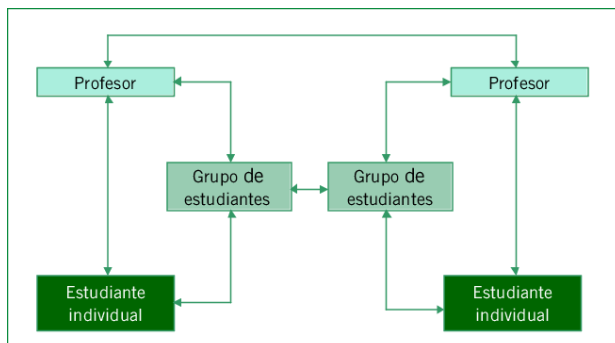 Profesor
Profesor
Grupo de
estudiantes
Grupo de
estudiantes
Estudiante
individual
Estudiante
individual